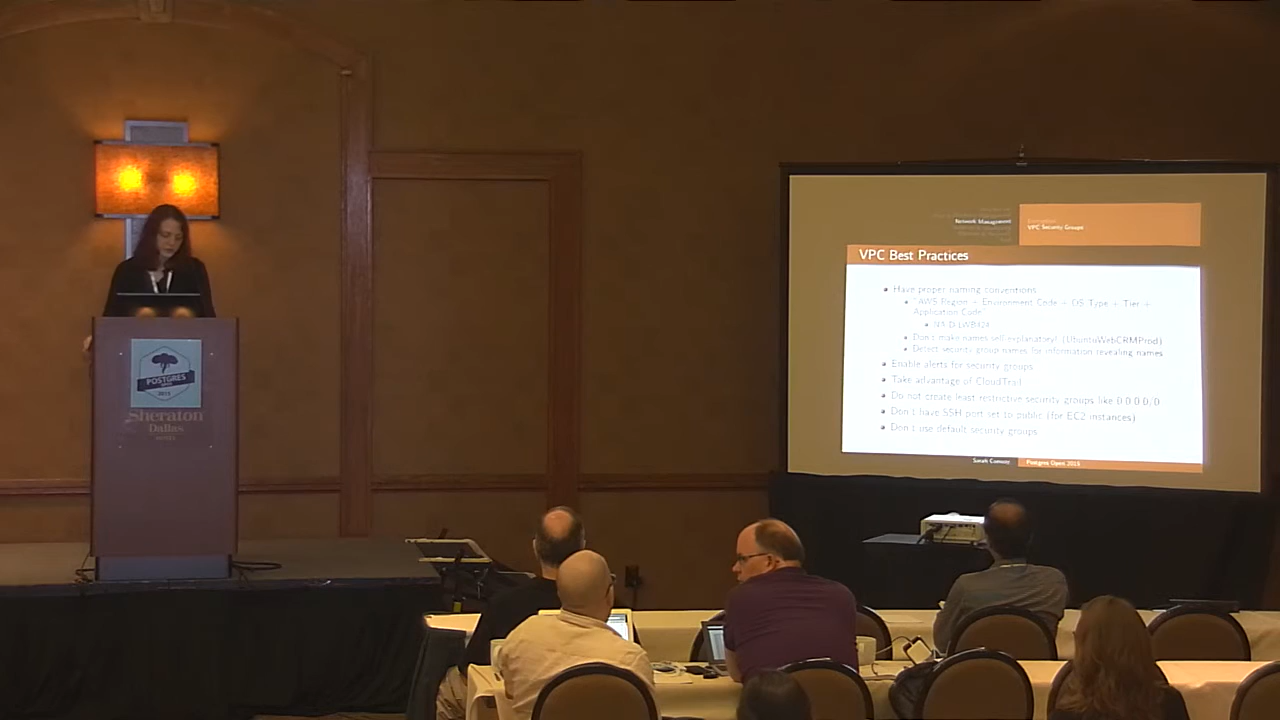 Network Management
VPC Security Groups
VPC Best Practices
Have proper naming conventions
"AWS Region + Environment Code + OS Type + Tier +
Application Code"
Don't make names self explanatory! (UbuntuWebCRMProd)
Detect security group names for information revealing names
Enable alerts for security groups
Take advantage of CloudTrail
Do not create least restrictive security groups like 0.0.0.0/0
Don't have SSH port set to public (for EC2 instances)
Don't use default security groups
Postgres Open 2015
POSTGRES
OPEN
2015
Sheraton
Dallas
HOTEL